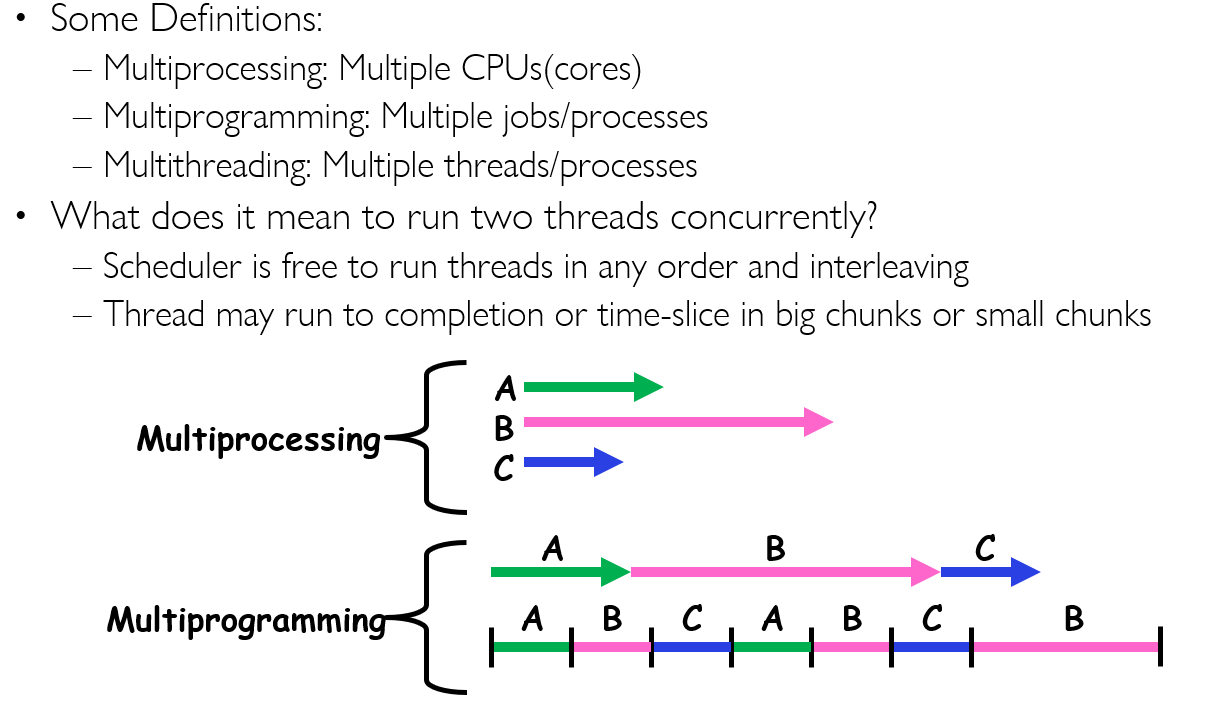 • Some Definitions:
– Multiprocessing: Multiple CPUs(cores)
– Multiprogramming: Multiple jobs/processes
– Multithreading: Multiple threads/processes
• What does it mean to run two threads concurrently?
– Scheduler is free to run threads in any order and interleaving
– Thread may run to completion or time-slice in big chunks or small chunks
Multiprocessing
A
B
C
Multiprogramming
A B C
A B C A B C B